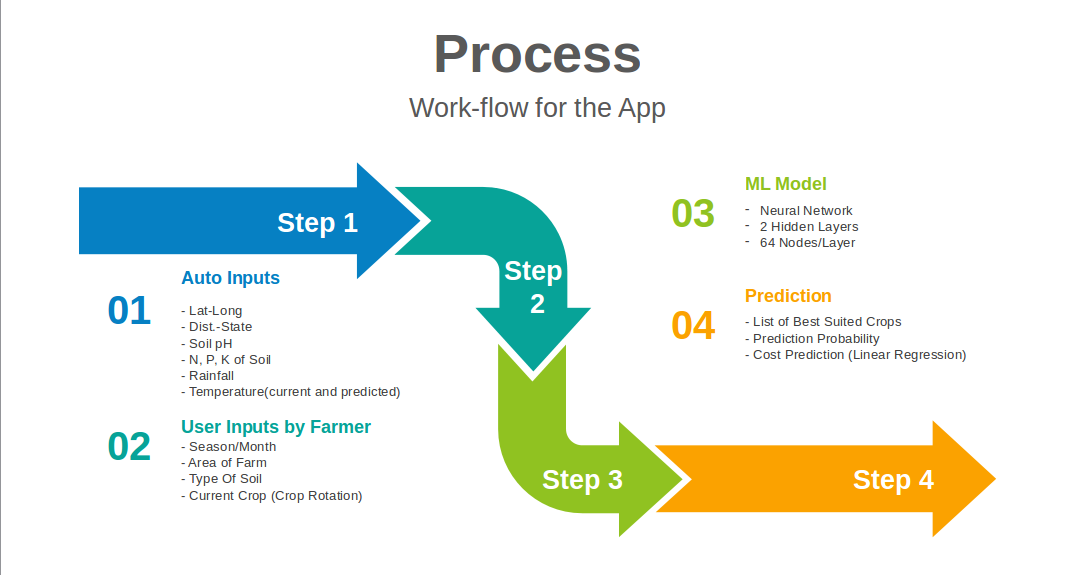 Process
Work-flow for the App
Step 1
Step
2
Step 3
Step 4
01
Auto Inputs
- Lat-Long
- Dist.-State
- Soil pH
- N, P, K of Soil
- Rainfall
- Temperature(current and predicted)
02
User Inputs by Farmer
- Season/Month
- Area of Farm
- Type Of Soil
- Current Crop (Crop Rotation)
03
ML Model
- Neural Network
- 2 Hidden Layers
- 64 Nodes/Layer
04
Prediction
- List of Best Suited Crops
- Prediction Probability
- Cost Prediction (Linear Regression)